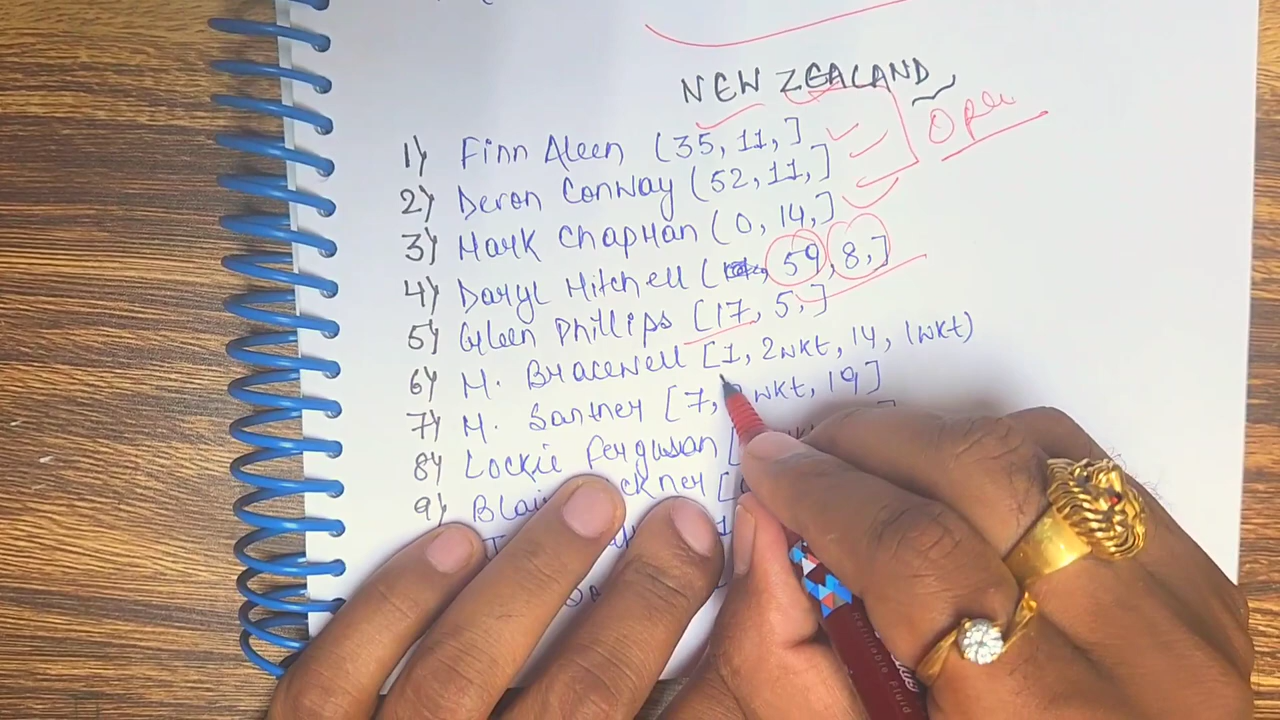 NEW ZEALAND
Open
1) Finn Aleen (35, 11, ]
2) Devon Conway (52, 11, ]
3) Mark Chapman (0, 14, ]
4) Daryl Mitchell ( 59, 8, ]
5) Gleen Phillips [17, 5, ]
6) M. Bracewell [1, 2wkt, 14, 1wkt)
7) M. Santner [7, wkt, 19]
8) Lockie Ferguson [
9) Blair